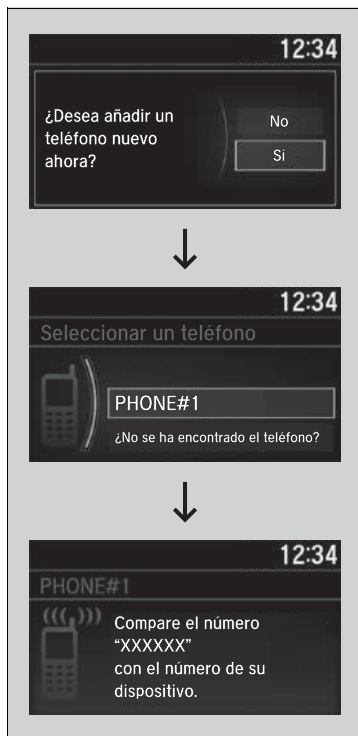 12:34
¿Desea añadir un
teléfono nuevo
ahora?
No
Si
12:34
Seleccionar un teléfono
PHONE#1
¿No se ha encontrado el teléfono?
12:34
PHONE#1
Compare el número
“XXXXXX”
con el número de su
dispositivo.